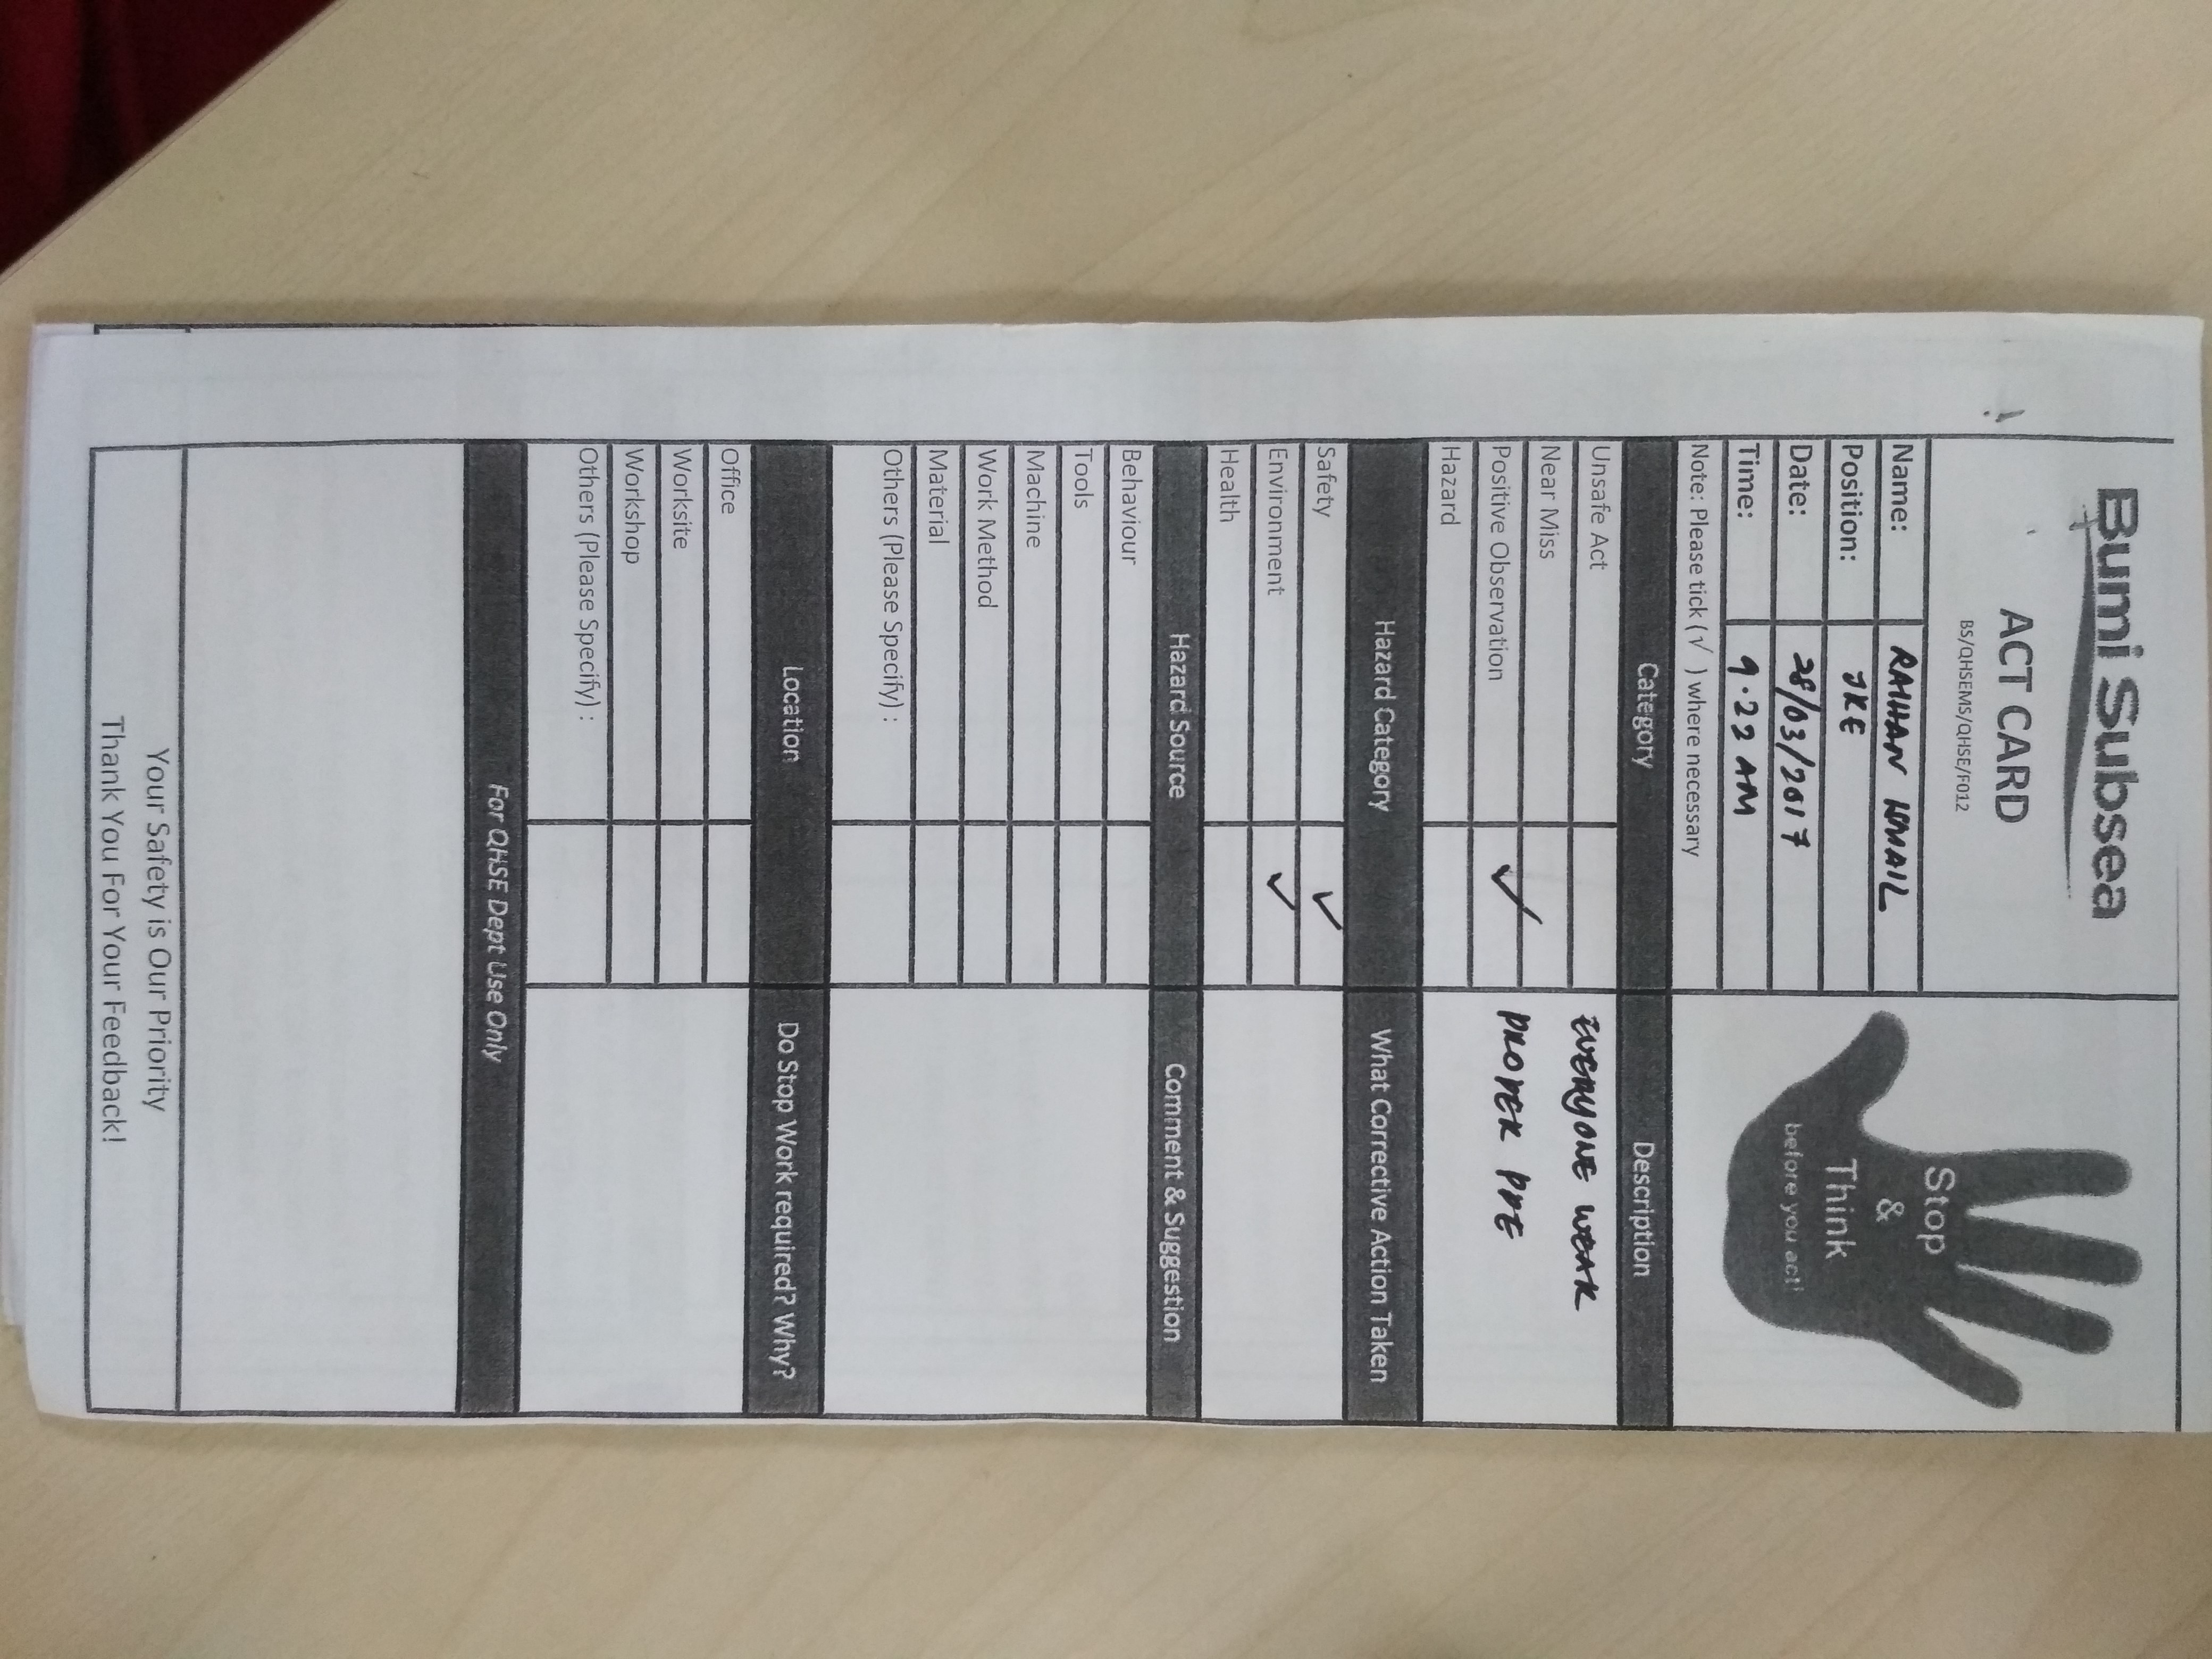 Bumi Subsea
ACT CARD
BS/QHSEMS/QHSE/F012
Stop
&
Think
before you act!
Name: RAIHAN
Position: JKE
Date: 28/03/2017
Time: 9.22 AM
Note: Please tick (√ ) where necessary
Category Description
Unsafe Act EVERYONE WEAR
Near Miss
Positive Observation ✓ PROPER PPE
Hazard
Hazard Category What Corrective Action Taken
Safety ✓
Environment ✓
Health
Hazard Source Comment & Suggestion
Behaviour
Tools
Machine
Work Method
Material
Others (Please Specify) :
Location Do Stop Work required? Why?
Office
Worksite
Workshop
Others (Please Specify) :
For QHSE Dept Use Only
Your Safety is Our Priority
Thank You For Your Feedback!